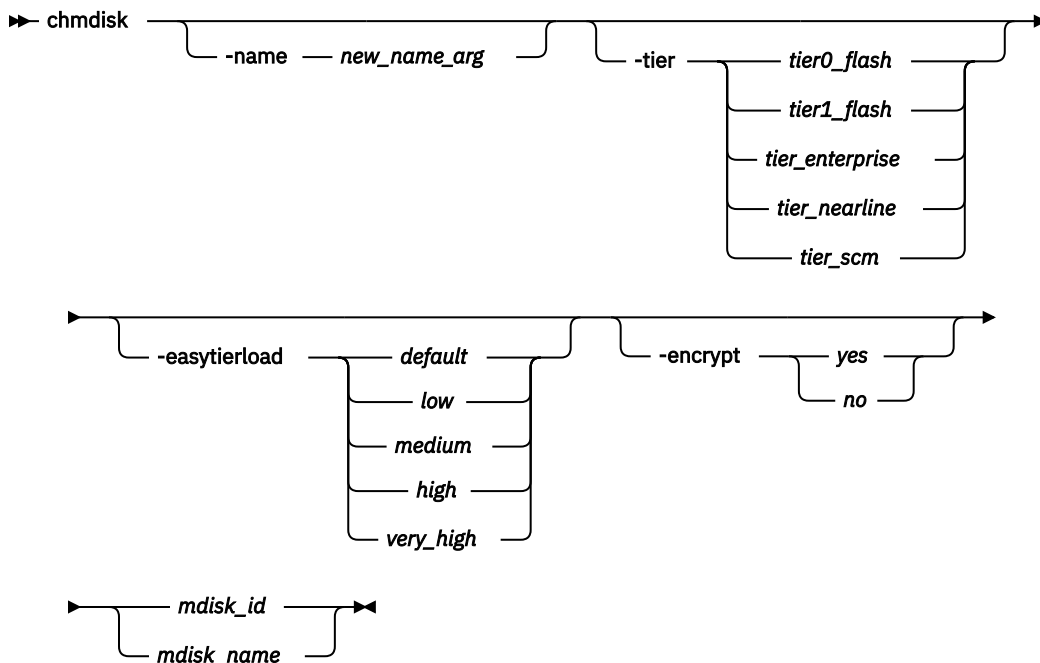 chmdisk
-name new_name_arg -tier tier0_flash
tier1_flash
tier_enterprise
tier_nearline
tier_scm
-easytierload default -encrypt yes
low no
medium
high
very_high
mdisk_id
mdisk_name